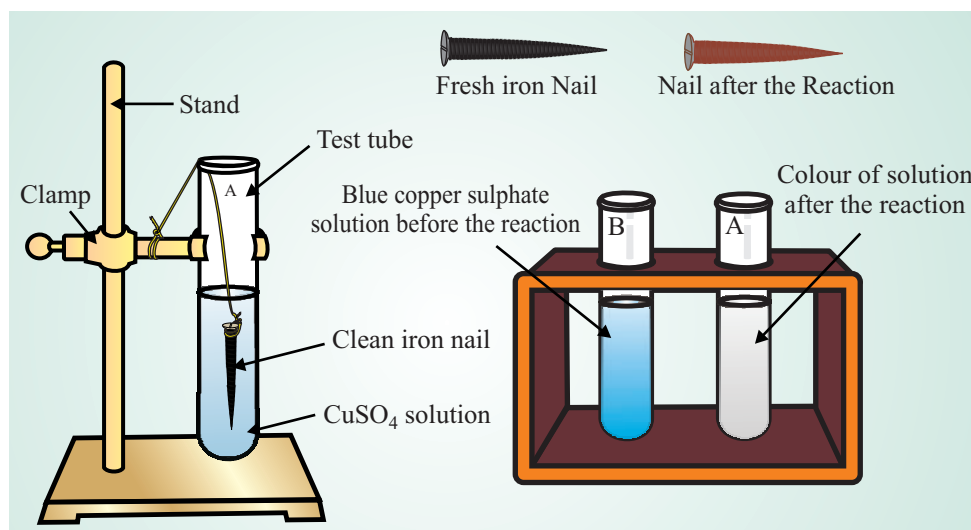 Fresh iron Nail
Nail after the Reaction
Stand
Test tube
A
Clamp
Clean iron nail
CuSO₄ solution
Blue copper sulphate
solution before the reaction
Colour of solution
after the reaction
B
A